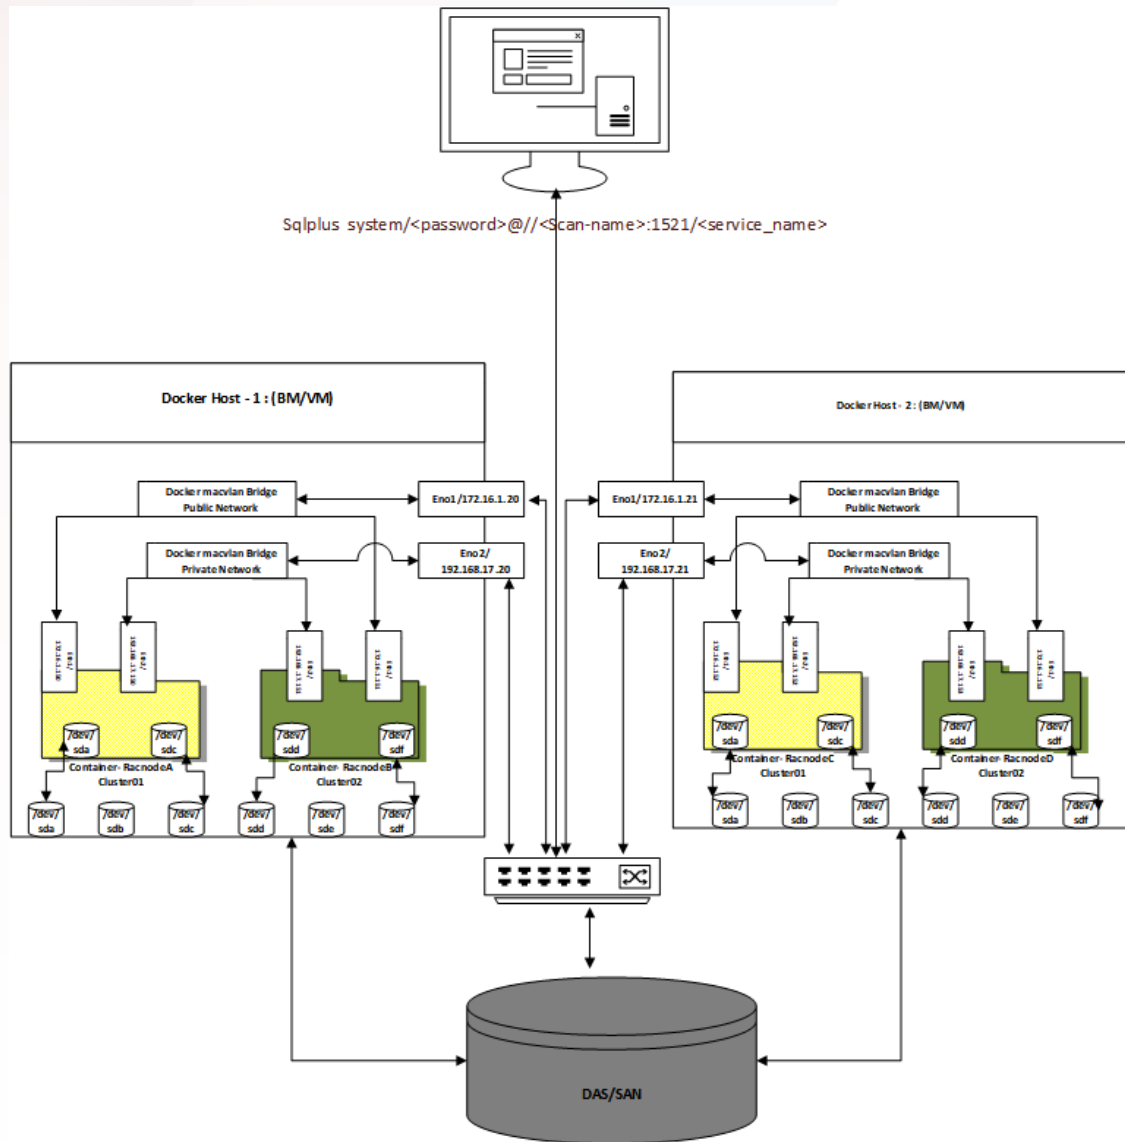 Sqlplus system/<password>@//<Scan-name>:1521/<service_name>
Docker Host - 1 : (BM/VM)
Docker Host - 2 : (BM/VM)
Docker macvlan Bridge
Public Network
Eno1/172.16.1.20
Eno1/172.16.1.21
Docker macvlan Bridge
Public Network
Docker macvlan Bridge
Private Network
Eno2/
192.168.17.20
Eno2/
192.168.17.21
Docker macvlan Bridge
Private Network
/dev/
sda
/dev/
sdc
/dev/
sdd
/dev/
sdf
/dev/
sda
/dev/
sdc
/dev/
sdd
/dev/
sdf
Container- RacnodeA
Cluster01
Container- RacnodeB
Cluster02
Container- RacnodeC
Cluster01
Container- RacnodeD
Cluster02
/dev/
sda
/dev/
sdb
/dev/
sdc
/dev/
sdd
/dev/
sde
/dev/
sdf
/dev/
sda
/dev/
sdb
/dev/
sdc
/dev/
sdd
/dev/
sde
/dev/
sdf
DAS/SAN